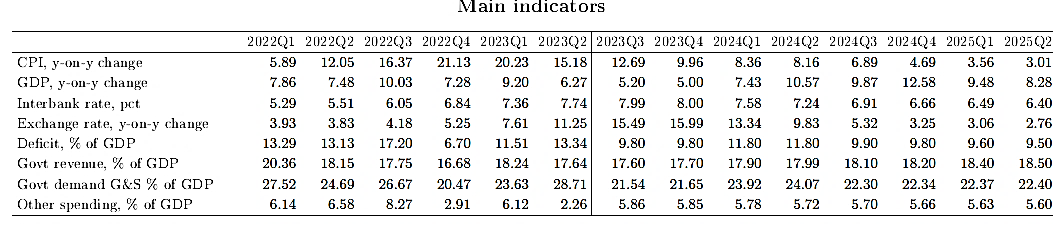 Main indicators
2022Q1 2022Q2 2022Q3 2022Q4 2023Q1 2023Q2 2023Q3 2023Q4 2024Q1 2024Q2 2024Q3 2024Q4 2025Q1 2025Q2
CPI, y-on-y change 5.89 12.05 16.37 21.13 20.23 15.18 12.69 9.96 8.36 8.16 6.89 4.69 3.56 3.01
GDP, y-on-y change 7.86 7.48 10.03 7.28 9.20 6.27 5.20 5.00 7.43 10.57 9.87 12.58 9.48 8.28
Interbank rate, pct 5.29 5.51 6.05 6.84 7.36 7.74 7.99 8.00 7.58 7.24 6.91 6.66 6.49 6.40
Exchange rate, y-on-y change 3.93 3.83 4.18 5.25 7.61 11.25 15.49 15.99 13.34 9.83 5.32 3.25 3.06 2.76
Deficit, % of GDP 13.29 13.13 17.20 6.70 11.51 13.34 9.80 9.80 11.80 11.80 9.90 9.80 9.60 9.50
Govt revenue, % of GDP 20.36 18.15 17.75 16.68 18.24 17.64 17.60 17.70 17.90 17.99 18.10 18.20 18.40 18.50
Govt demand G&S % of GDP 27.52 24.69 26.67 20.47 23.63 28.71 21.54 21.65 23.92 24.07 22.30 22.34 22.37 22.40
Other spending, % of GDP 6.14 6.58 8.27 2.91 6.12 2.26 5.86 5.85 5.78 5.72 5.70 5.66 5.63 5.60